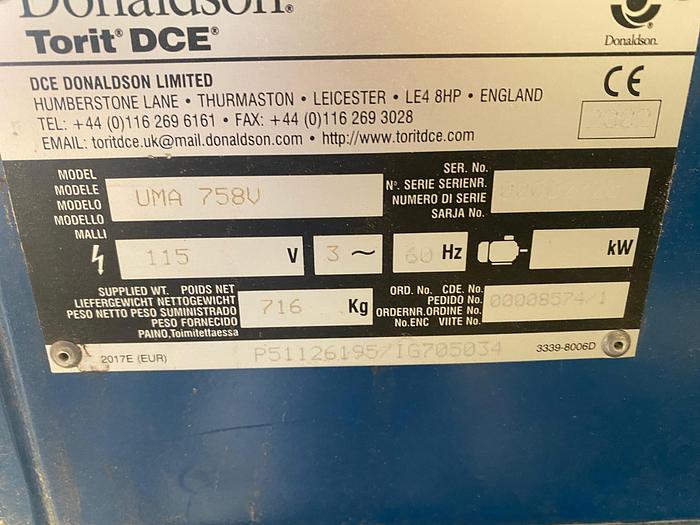 Donaldson®
Torit® DCE®
Donaldson.
DCE DONALDSON LIMITED
HUMBERSTONE LANE • THURMASTON • LEICESTER • LE4 8HP • ENGLAND
TEL: +44 (0)116 269 6161 • FAX: +44 (0)116 269 3028
EMAIL: toritdce.uk@mail.donaldson.com • http://www.toritdce.com
CE
MODEL
MODELE
MODELO
MODELLO
MALLI
UMA 758V
SER. No.
N°. SERIE SERIENR.
NUMERO DI SERIE
SARJA No.
115 V
3 ~
60 Hz
kW
SUPPLIED WT. POIDS NET
LIEFERGEWICHT NETTOGEWICHT
PESO NETTO PESO SUMINISTRADO
PESO FORNECIDO
PAINO,Toimitettaessa
716 Kg
ORD. No. CDE. No.
PEDIDO No.
ORDERNR.ORDINE No.
No.ENC VIITE No.
00008574/1
2017E (EUR)
P51126195/IG705034
3339-8006D